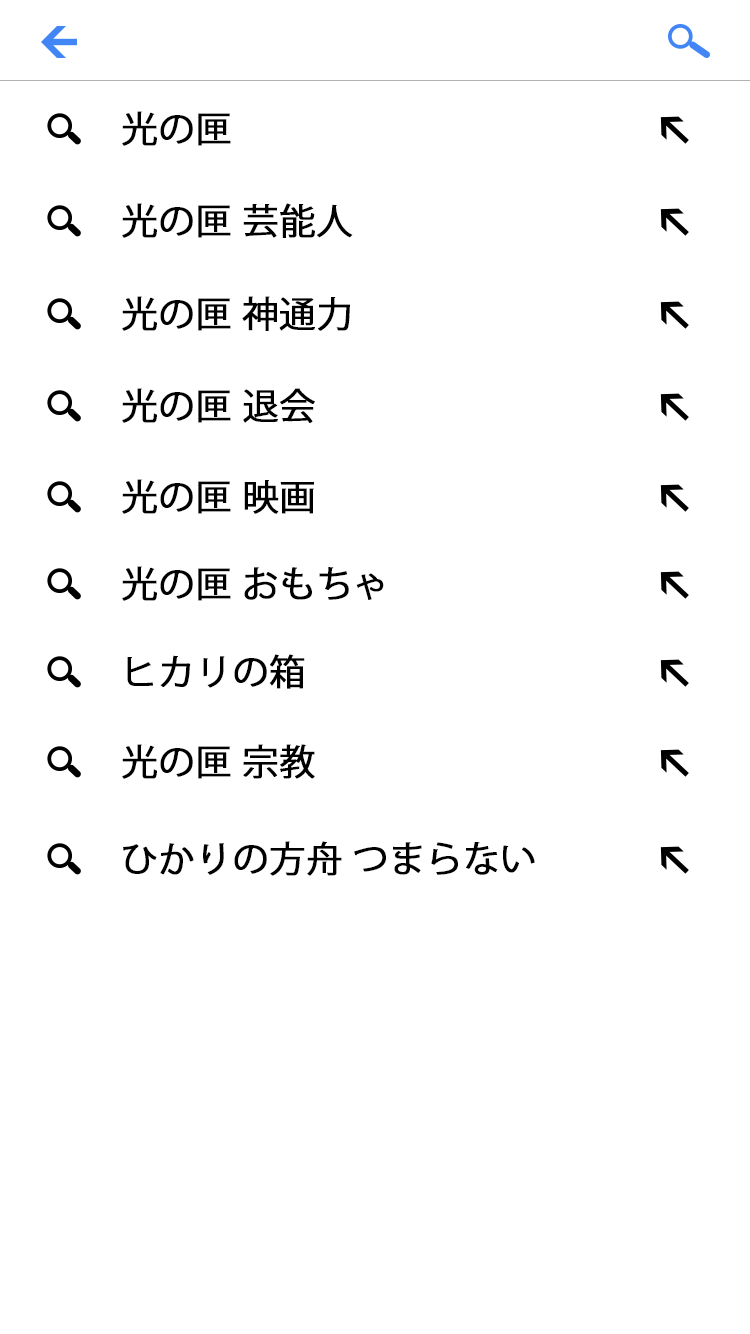 光の匣
光の匣 芸能人
光の匣 神通力
光の匣 退会
光の匣 映画
光の匣 おもちゃ
ヒカリの箱
光の匣 宗教
ひかりの方舟 つまらない